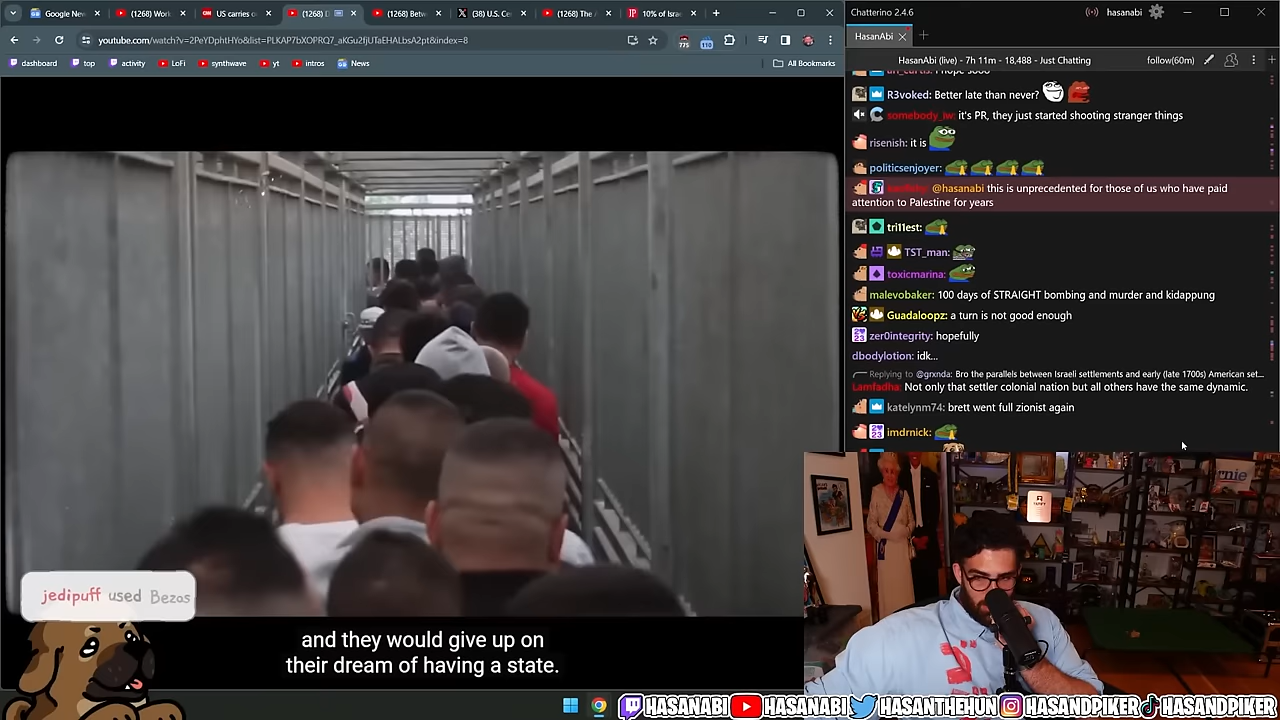 Google New
(1268) Worl
US carries o
(1268) D
(1268) Betw
(38) U.S. Ce
(1268) The A
10% of Israe
youtube.com/watch?v=2PeYDphtHYo&list=PLKAP7bXOPRQ7_aKGu2fjUTaEHALbsA2pt&index=8
775
110
dashboard
top
activity
LoFi
synthwave
yt
intros
News
All Bookmarks
Chatterino 2.4.6
hasanabi
HasanAbi
HasanAbi (live) - 7h 11m - 18,488 - Just Chatting
follow(60m)
R3voked: Better late than never?
somebody_iw: it's PR, they just started shooting stranger things
risenish: it is
politicsenjoyer:
@hasanabi this is unprecedented for those of us who have paid
attention to Palestine for years
tri11est:
TST_man:
toxicmarina:
malevobaker: 100 days of STRAIGHT bombing and murder and kidappung
Guadaloopz: a turn is not good enough
zer0integrity: hopefully
dbodylotion: idk...
Replying to @grxnda: Bro the parallels between Israeli settlements and early (late 1700s) American set...
Lamfadha: Not only that settler colonial nation but all others have the same dynamic.
katelynm74: brett went full zionist again
imdrnick:
jedipuff used Bezos
and they would give up on
their dream of having a state.
HASANABI
HASANABI
HASANTHEHUN
HASANDPIKER
HASANDPIKER